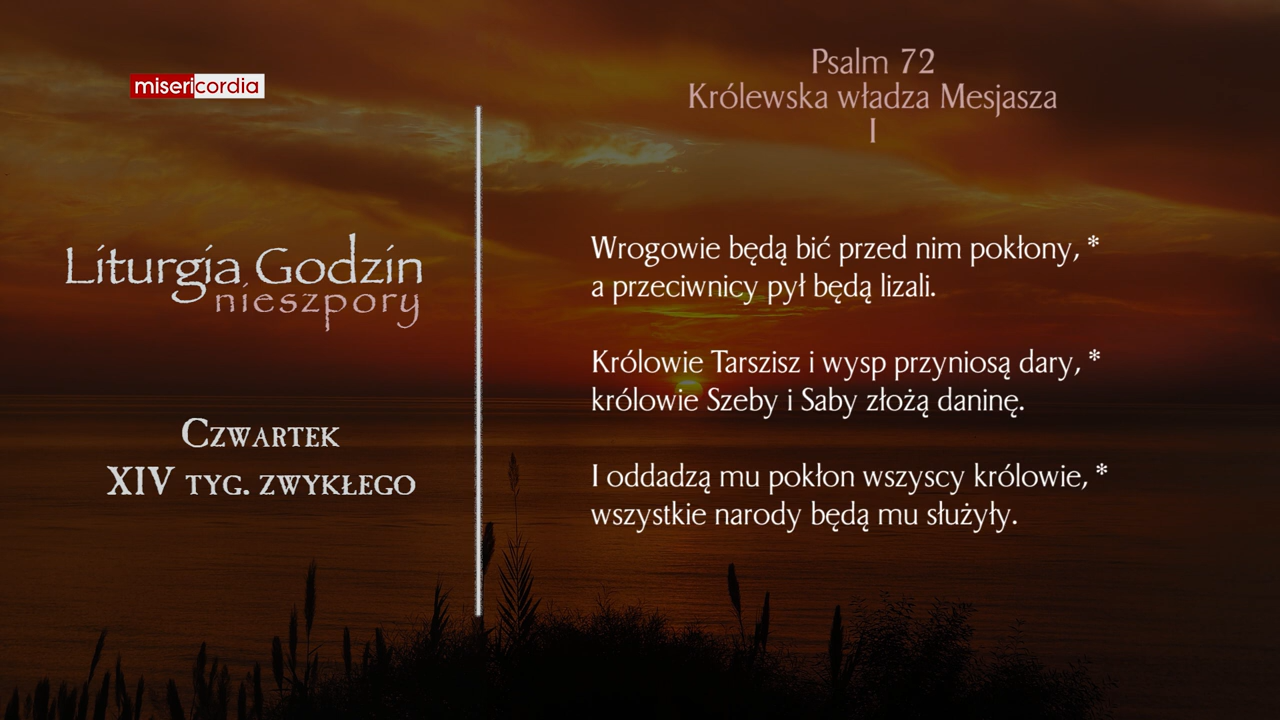 misericordia
Liturgia Godzin
nieszpory
Czwartek
XIV tyg. zwykłego
Psalm 72
Królewska władza Mesjasza
I
Wrogowie będą bić przed nim pokłony, *
a przeciwnicy pył będą lizali.
Królowie Tarszisz i wysp przyniosą dary, *
królowie Szeby i Saby złożą daninę.
I oddadzą mu pokłon wszyscy królowie, *
wszystkie narody będą mu służyły.